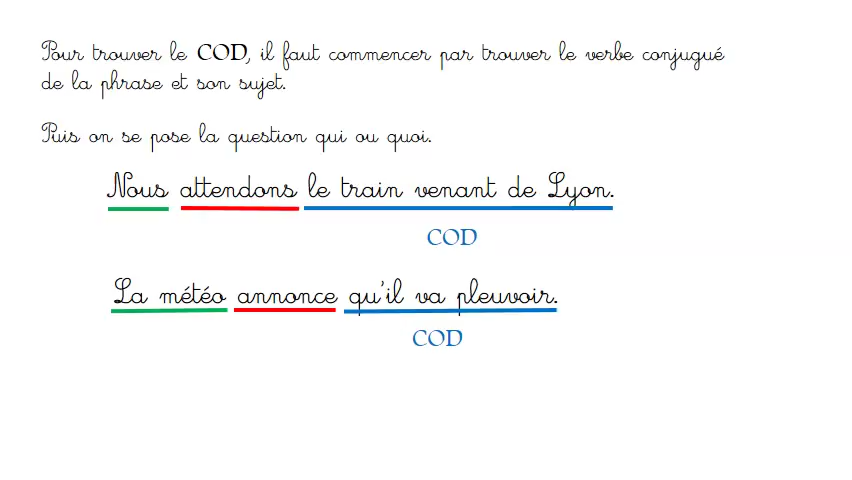 Pour trouver le COD, il faut commencer par trouver le verbe conjugué
de la phrase et son sujet.
Puis on se pose la question qui ou quoi.
Nous attendons le train venant de Lyon.
COD
La météo annonce qu'il va pleuvoir.
COD